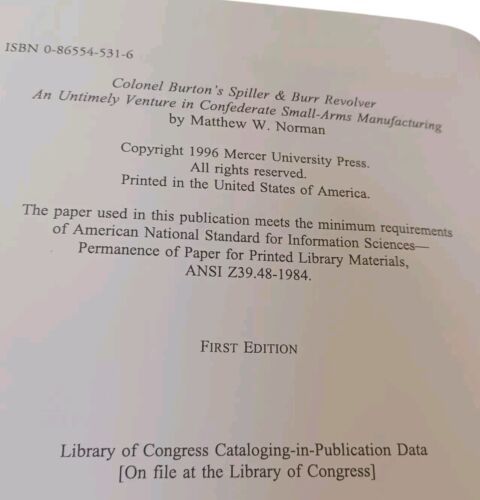 ISBN 0-86554-531-6
Colonel Burton's Spiller & Burr Revolver
An Untimely Venture in Confederate Small-Arms Manufacturing
by Matthew W. Norman
Copyright 1996 Mercer University Press.
All rights reserved.
Printed in the United States of America.
The paper used in this publication meets the minimum requirements
of American National Standard for Information Sciences—
Permanence of Paper for Printed Library Materials,
ANSI Z39.48-1984.
FIRST EDITION
Library of Congress Cataloging-in-Publication Data
[On file at the Library of Congress]